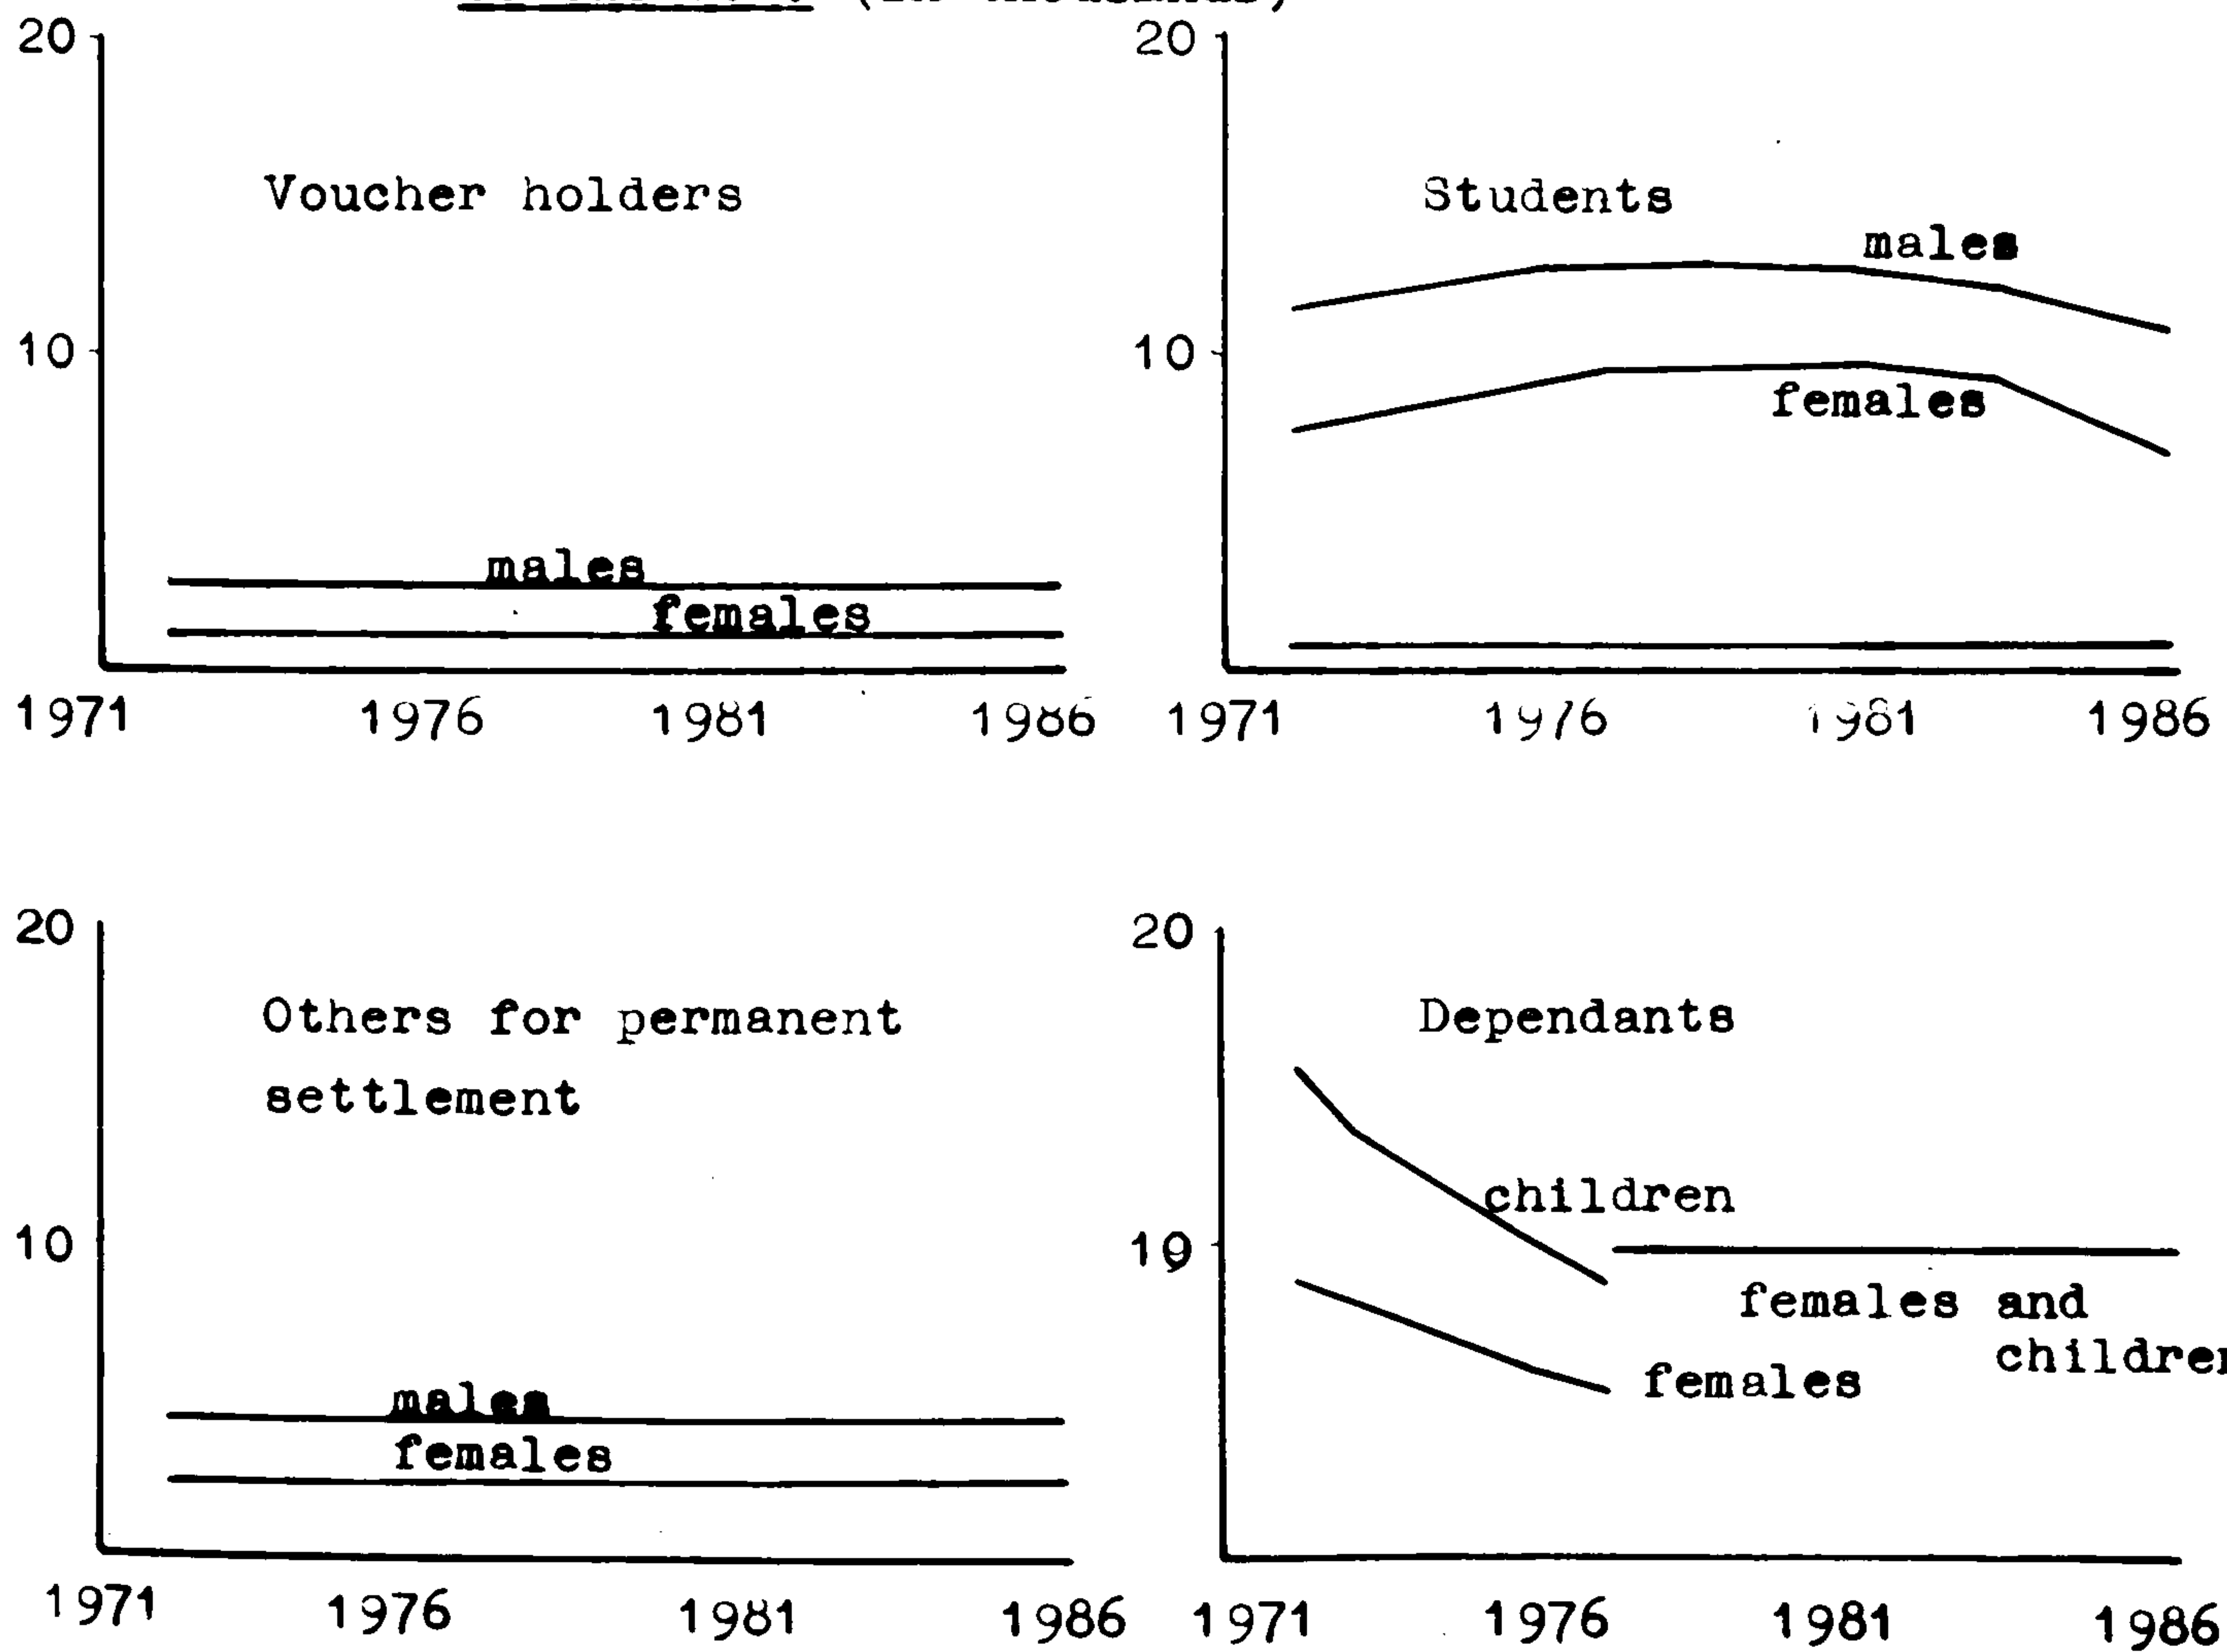 20
Voucher holders
10
males
females
1971 1976 1981 1986
20
Students
males
10
females
1971 1976 1981 1986
20
Others for permanent
settlement
10
males
females
1971 1976 1981 1986
20
Dependants
children
19
females and
children
females
1971 1976 1981 1986